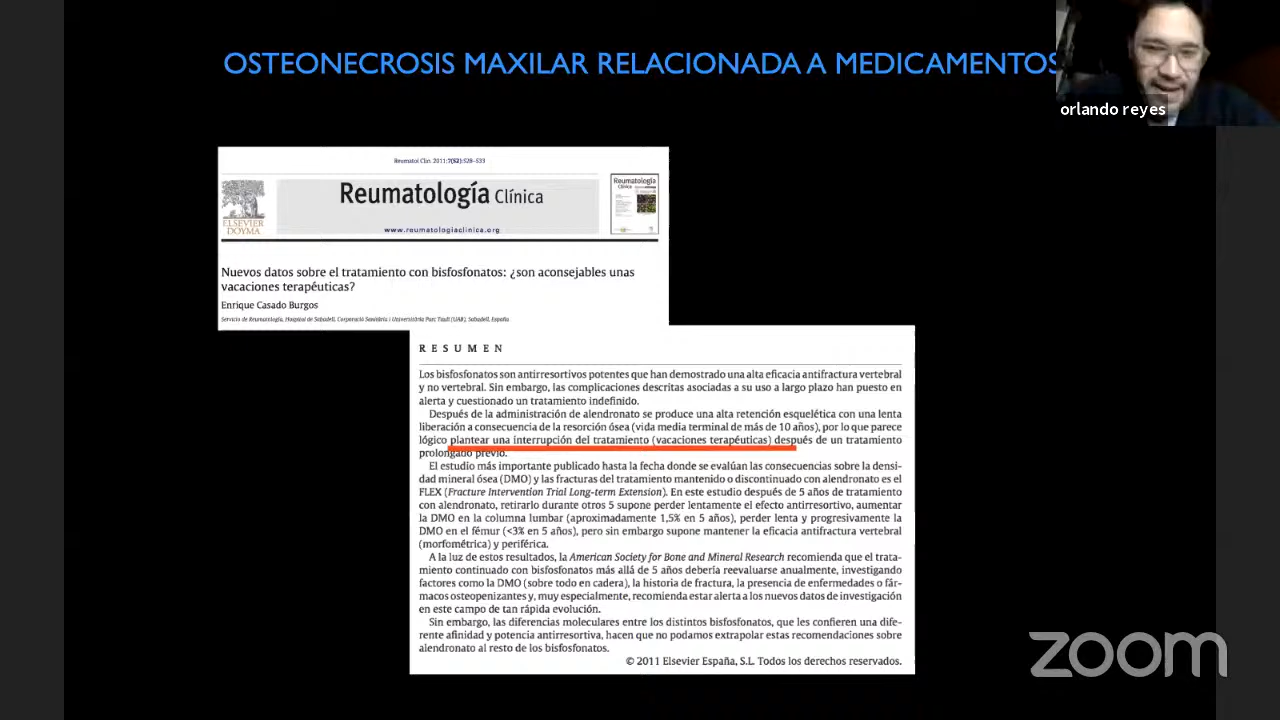 OSTEONECROSIS MAXILAR RELACIONADA A MEDICAMENTOS
orlando reyes
Reumatol Clin. 2011;7(S2):S28–S33
Reumatología Clínica
Reumatología
Clínica
ELSEVIER
DOYMA
www.reumatologiaclinica.org
Nuevos datos sobre el tratamiento con bisfosfonatos: ¿son aconsejables unas
vacaciones terapéuticas?
Enrique Casado Burgos
Servicio de Reumatología, Hospital de Sabadell, Corporació Sanitària i Universitària Parc Taulí (UAB), Sabadell, España
RESUMEN
Los bisfosfonatos son antirresortivos potentes que han demostrado una alta eficacia antifractura vertebral
y no vertebral. Sin embargo, las complicaciones descritas asociadas a su uso a largo plazo han puesto en
alerta y cuestionado un tratamiento indefinido.
Después de la administración de alendronato se produce una alta retención esquelética con una lenta
liberación a consecuencia de la resorción ósea (vida media terminal de más de 10 años), por lo que parece
lógico plantear una interrupción del tratamiento (vacaciones terapéuticas) después de un tratamiento
prolongado previo.
El estudio más importante publicado hasta la fecha donde se evalúan las consecuencias sobre la densi-
dad mineral ósea (DMO) y las fracturas del tratamiento mantenido o discontinuado con alendronato es el
FLEX (Fracture Intervention Trial Long-term Extension). En este estudio después de 5 años de tratamiento
con alendronato, retirarlo durante otros 5 supone perder lentamente el efecto antirresortivo, aumentar
la DMO en la columna lumbar (aproximadamente 1,5% en 5 años), perder lenta y progresivamente la
DMO en el fémur (<3% en 5 años), pero sin embargo supone mantener la eficacia antifractura vertebral
(morfométrica) y periférica.
A la luz de estos resultados, la American Society for Bone and Mineral Research recomienda que el trata-
miento continuado con bisfosfonatos más allá de 5 años debería reevaluarse anualmente, investigando
factores como la DMO (sobre todo en cadera), la historia de fractura, la presencia de enfermedades o fár-
macos osteopenizantes y, muy especialmente, recomienda estar alerta a los nuevos datos de investigación
en este campo de tan rápida evolución.
Sin embargo, las diferencias moleculares entre los distintos bisfosfonatos, que les confieren una dife-
rente afinidad y potencia antirresortiva, hacen que no podamos extrapolar estas recomendaciones sobre
alendronato al resto de los bisfosfonatos.
© 2011 Elsevier España, S.L. Todos los derechos reservados.
zoom